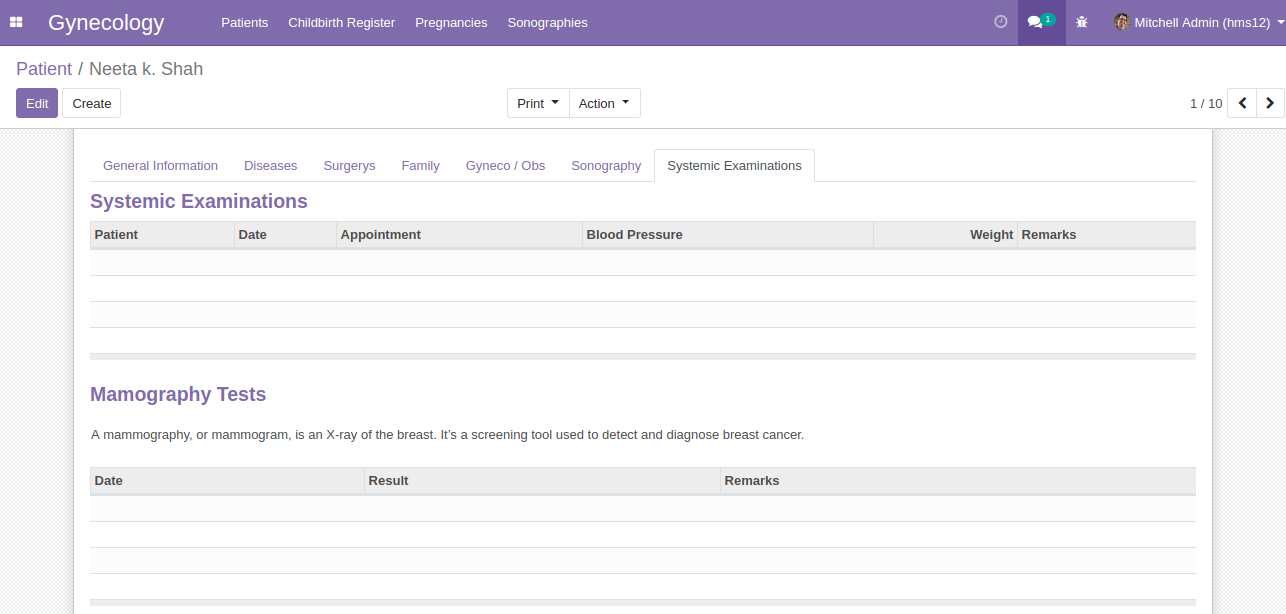 Gynecology Patients Childbirth Register Pregnancies Sonographies 1 Mitchell Admin (hms12)
Patient / Neeta k. Shah
Edit Create Print Action 1 / 10
General Information Diseases Surgerys Family Gyneco / Obs Sonography Systemic Examinations
Systemic Examinations
Patient Date Appointment Blood Pressure Weight Remarks
Mamography Tests
A mammography, or mammogram, is an X-ray of the breast. It's a screening tool used to detect and diagnose breast cancer.
Date Result Remarks